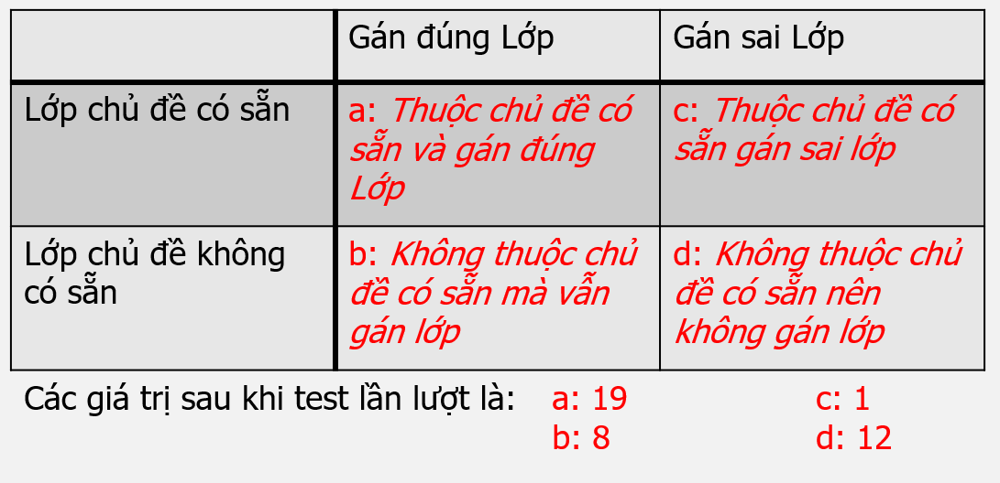 Gán đúng Lớp
Gán sai Lớp
Lớp chủ đề có sẵn
a: Thuộc chủ đề có
sẵn và gán đúng
Lớp
c: Thuộc chủ đề có
sẵn gán sai lớp
Lớp chủ đề không
có sẵn
b: Không thuộc chủ
đề có sẵn mà vẫn
gán lớp
d: Không thuộc chủ
đề có sẵn nên
không gán lớp
Các giá trị sau khi test lần lượt là: a: 19 c: 1
b: 8 d: 12